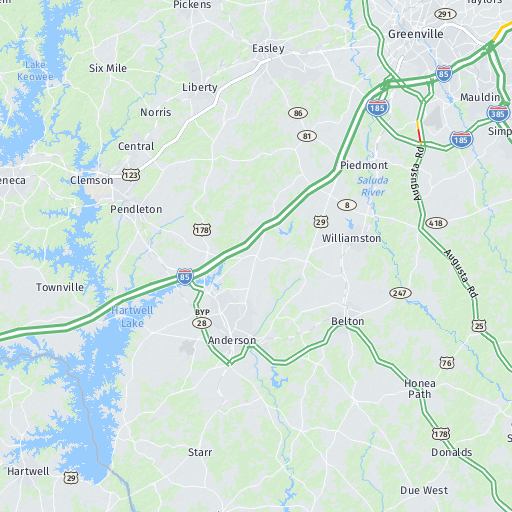 Pickens
291
Taylors
Greenville
Easley
Lake
Keowee
Six Mile
85
Liberty
Mauldin
185
Norris
86
385
81
Simp
185
Central
Piedmont
Augusta-Rd
123
Saluda
River
eneca
Clemson
8
Pendleton
29
418
178
Williamston
Augusta-Rd
85
Townville
247
Hartwell
Lake
BYP
28
Belton
25
Anderson
76
Honea
Path
178
Starr
Donalds
Hartwell
29
Due West